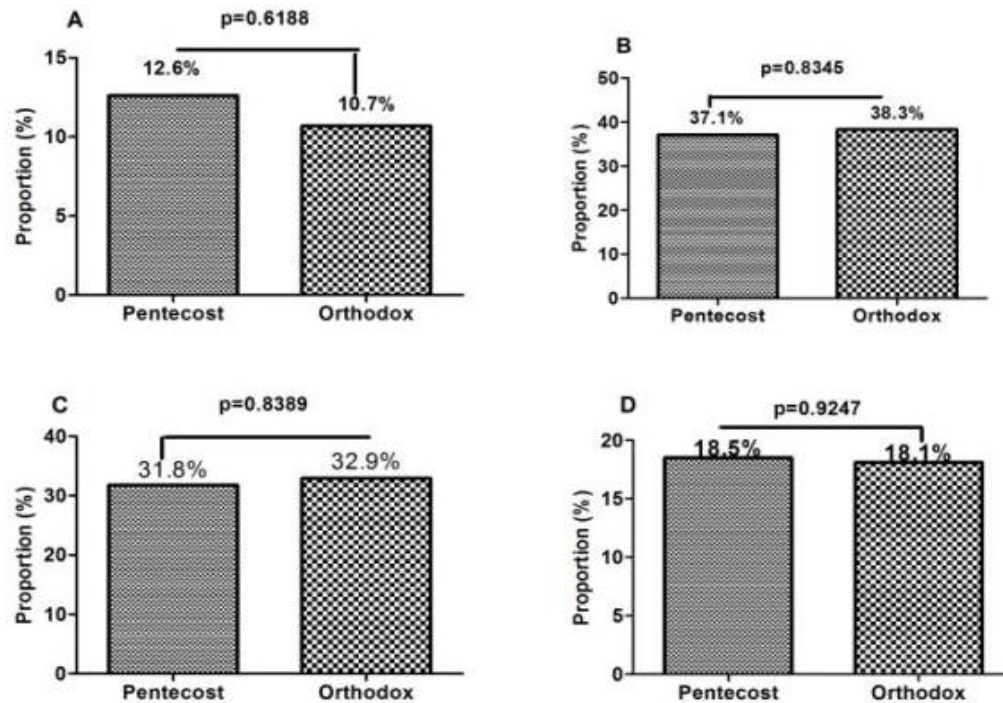 A
p=0.6188
Proportion (%)
15
10
5
0
12.6%
10.7%
Pentecost
Orthodox
B
p=0.8345
Proportion (%)
50
40
30
20
10
0
37.1%
38.3%
Pentecost
Orthodox
C
p=0.8389
Proportion (%)
40
30
20
10
0
31.8%
32.9%
Pentecost
Orthodox
D
p=0.9247
Proportion (%)
20
15
10
5
0
18.5%
18.1%
Pentecost
Orthodox